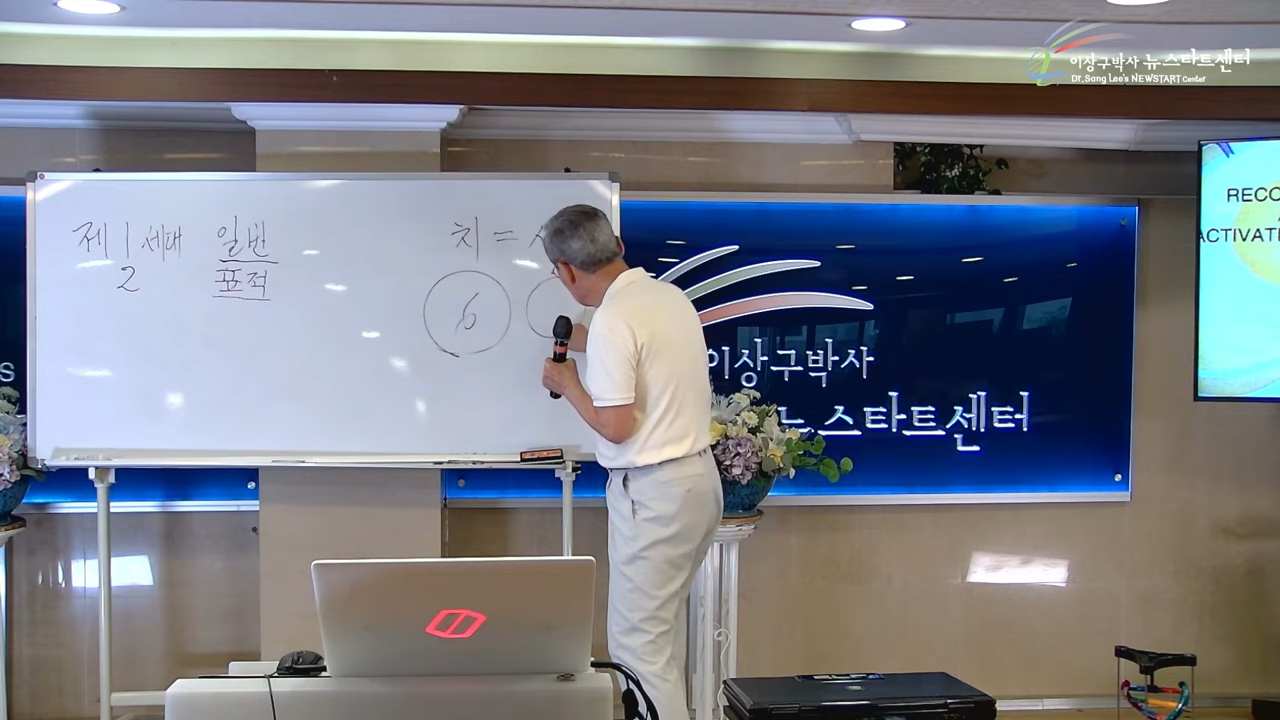 이상구박사 뉴스타트센터
Dr. Sang Lee's NEWSTART Center
제 1 세대 일반
2 표적
치 =
6
이상구박사
뉴스타트센터
RECO
ACTIVATE
S